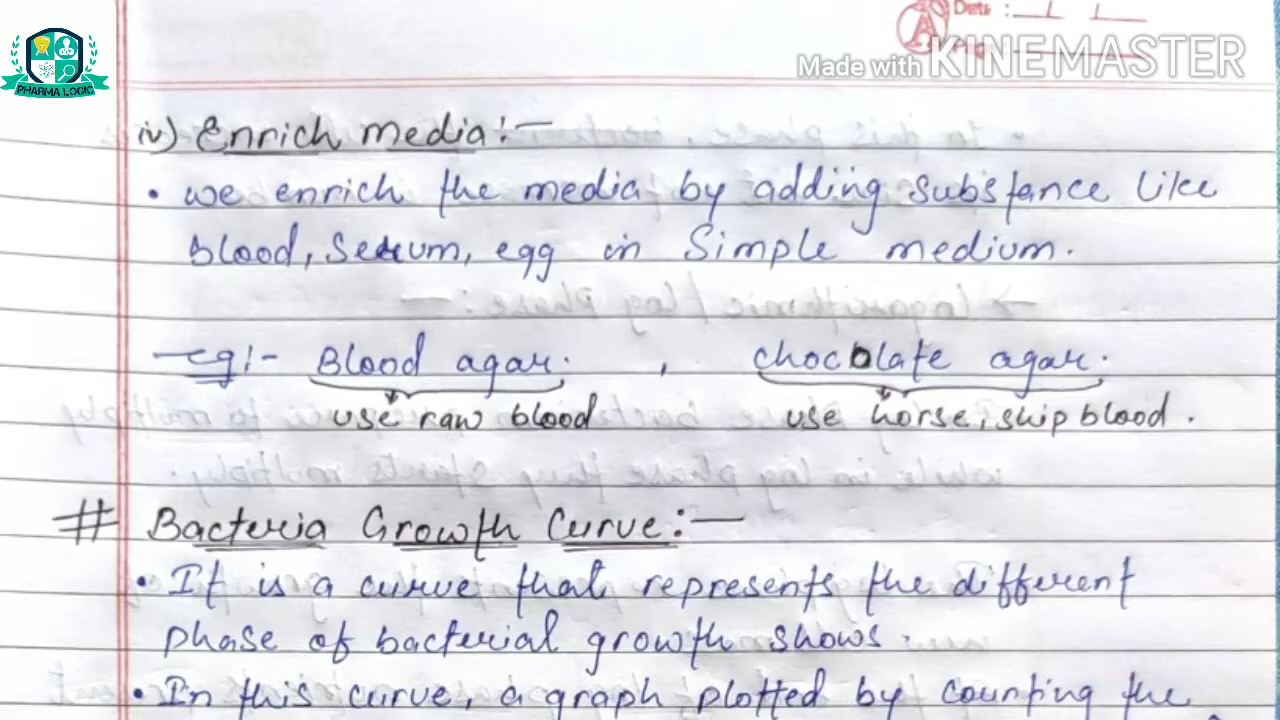 Date :
Made with KINEMASTER
PHARMA LOGIC
iv) Enrich media :-
• we enrich the media by adding substance like
blood, serum, egg in simple medium.
eg :- Blood agar. , chocolate agar.
use raw blood use horse, ship blood.
# Bacteria Growth Curve :-
• It is a curve that represents the different
phase of bacterial growth shows.
• In this curve, a graph plotted by counting the